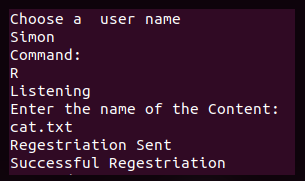 Choose a  user name
Simon
Command:
R
Listening
Enter the name of the Content:
cat.txt
Regestriation Sent
Successful Regestriation